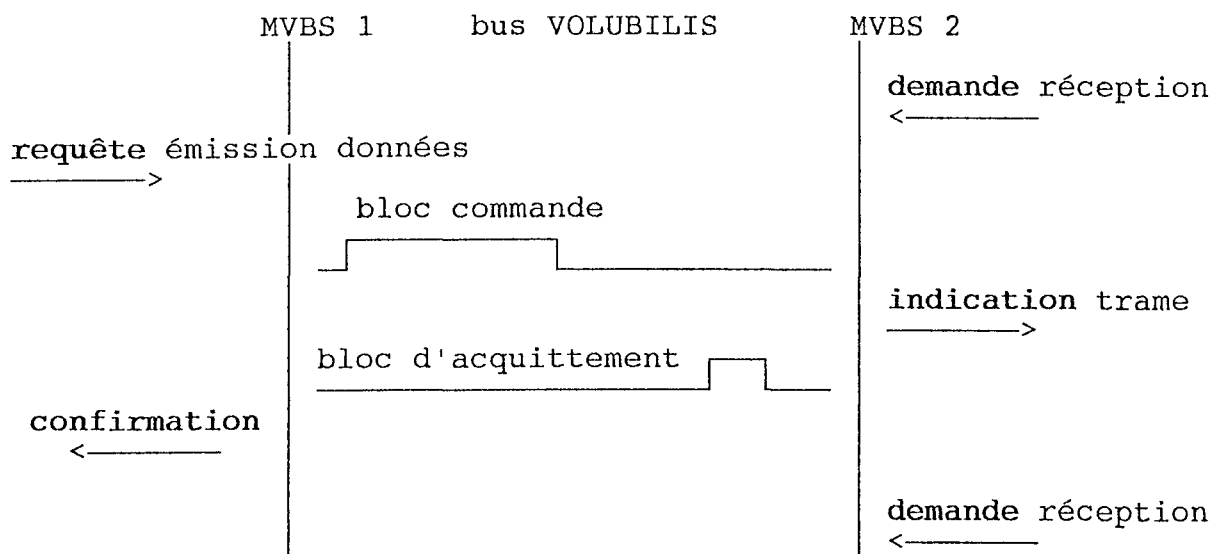 MVBS 1 bus VOLUBILIS MVBS 2
demande réception
requête émission données
bloc commande
indication trame
bloc d'acquittement
confirmation
demande réception